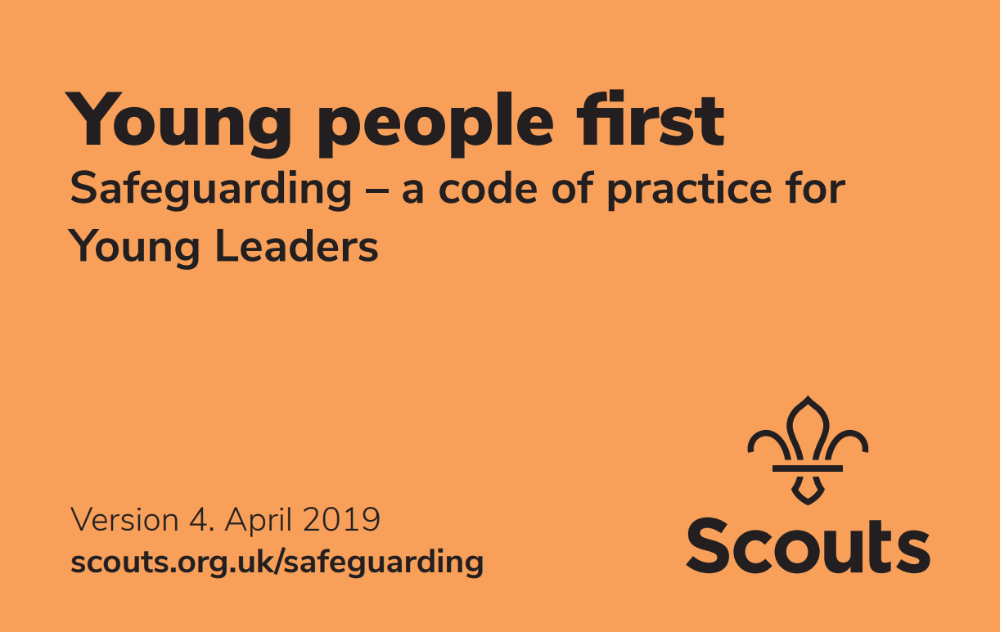 Young people first
Safeguarding – a code of practice for
Young Leaders
Version 4. April 2019
scouts.org.uk/safeguarding
Scouts